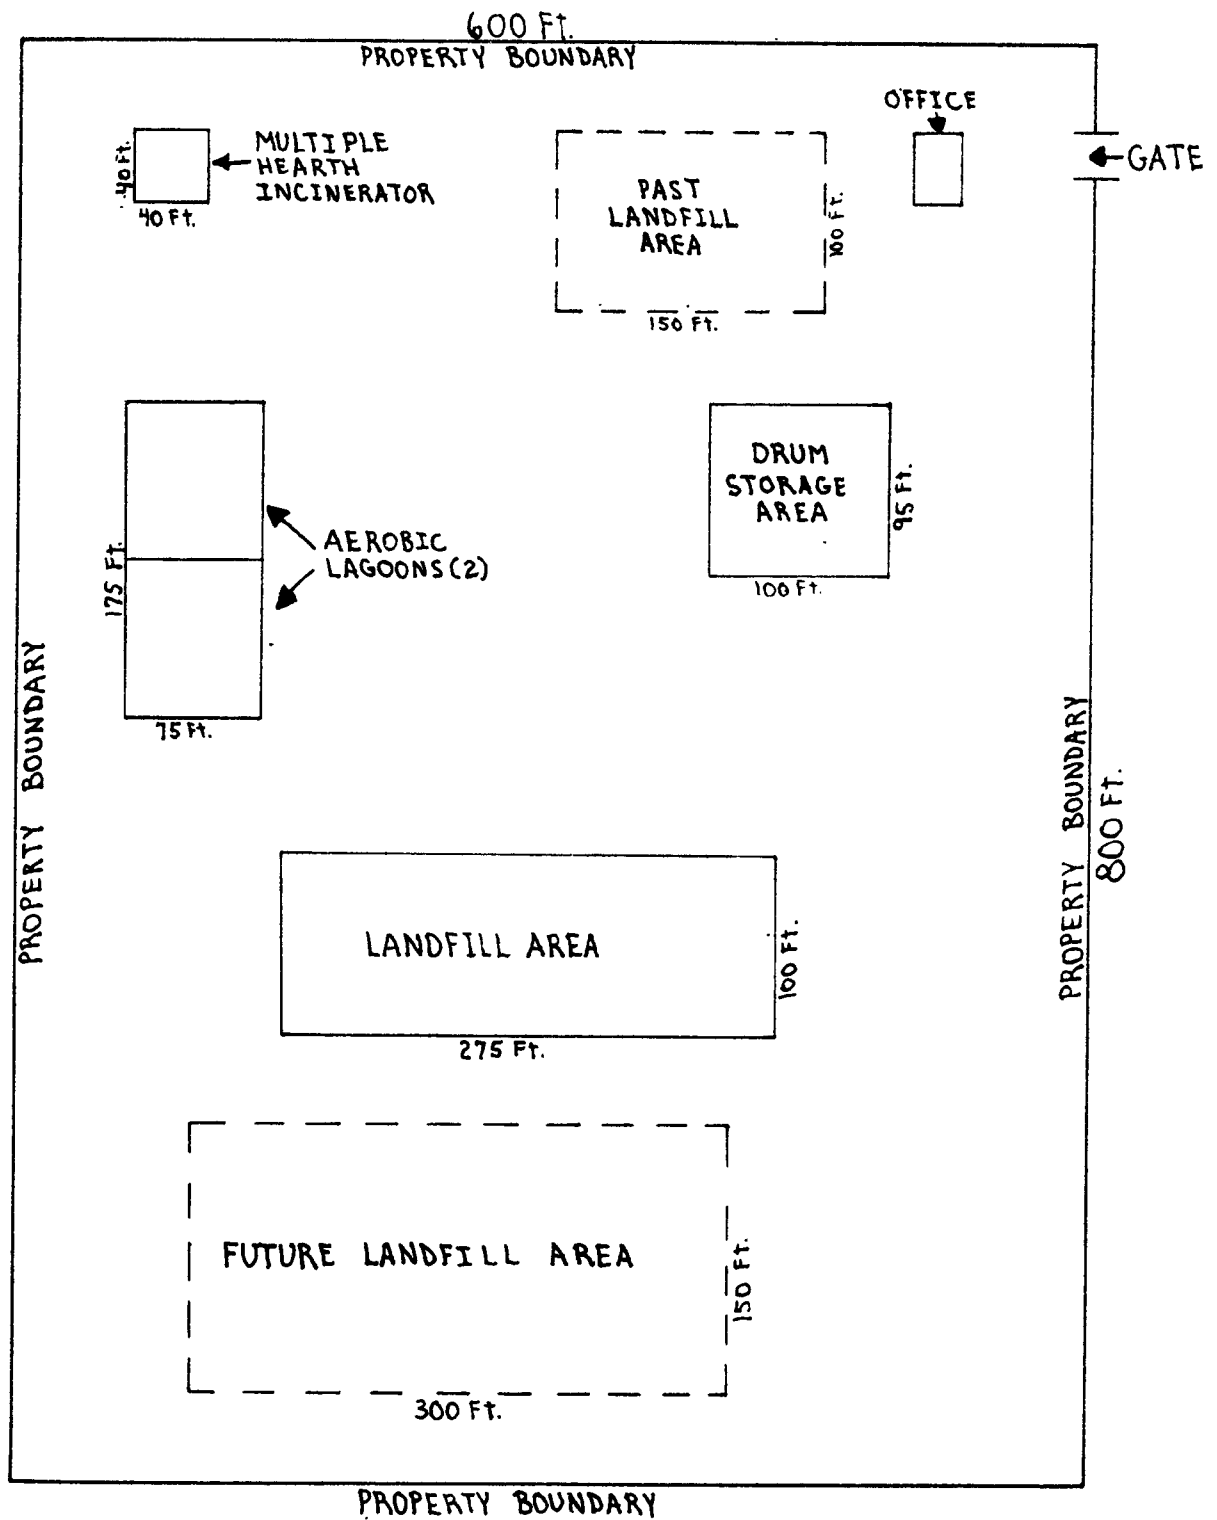 600 Ft.
PROPERTY BOUNDARY
OFFICE
GATE
MULTIPLE
HEARTH
INCINERATOR
40 Ft.
40 Ft.
PAST
LANDFILL
AREA
100 Ft.
150 Ft.
DRUM
STORAGE
AREA
95 Ft.
100 Ft.
AEROBIC
LAGOONS(2)
175 Ft.
75 Ft.
PROPERTY BOUNDARY
PROPERTY BOUNDARY
800 Ft.
LANDFILL AREA
100 Ft.
275 Ft.
FUTURE LANDFILL AREA
150 Ft.
300 Ft.
PROPERTY BOUNDARY